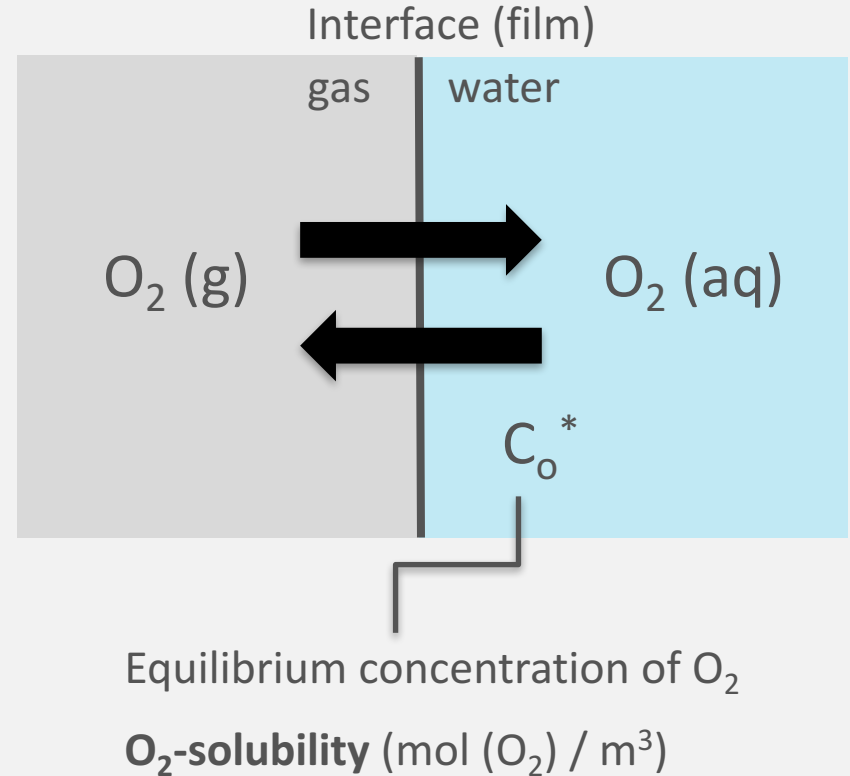 Interface (film)
gas water
O₂ (g) O₂ (aq)
Cₒ*
Equilibrium concentration of O₂
O₂-solubility (mol (O₂) / m³)